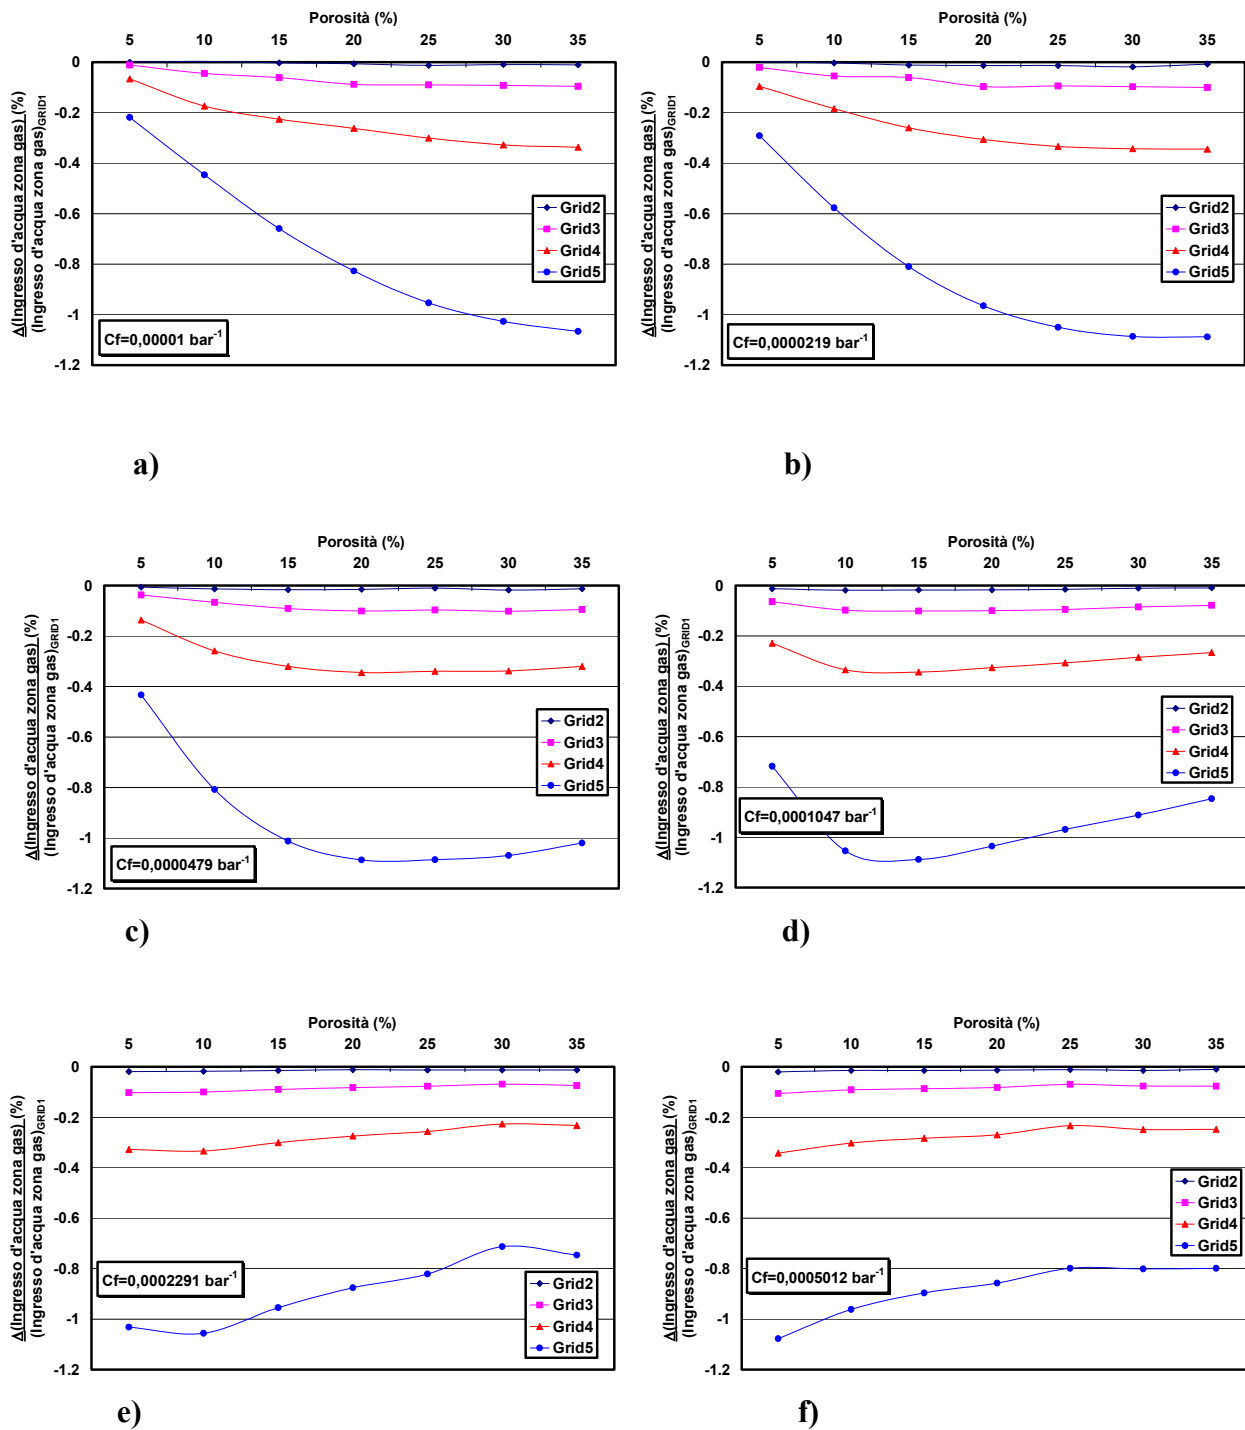 Porosità (%)
5 10 15 20 25 30 35
0
-0.2
-0.4
-0.6
-0.8
-1
-1.2
Δ(Ingresso d'acqua zona gas) (%)
(Ingresso d'acqua zona gas)GRID1
Grid2
Grid3
Grid4
Grid5
Cf=0,00001 bar-1
a)
Porosità (%)
5 10 15 20 25 30 35
0
-0.2
-0.4
-0.6
-0.8
-1
-1.2
Δ(Ingresso d'acqua zona gas) (%)
(Ingresso d'acqua zona gas)GRID1
Grid2
Grid3
Grid4
Grid5
Cf=0,0000219 bar-1
b)
Porosità (%)
5 10 15 20 25 30 35
0
-0.2
-0.4
-0.6
-0.8
-1
-1.2
Δ(Ingresso d'acqua zona gas) (%)
(Ingresso d'acqua zona gas)GRID1
Grid2
Grid3
Grid4
Grid5
Cf=0,0000479 bar-1
c)
Porosità (%)
5 10 15 20 25 30 35
0
-0.2
-0.4
-0.6
-0.8
-1
-1.2
Δ(Ingresso d'acqua zona gas) (%)
(Ingresso d'acqua zona gas)GRID1
Grid2
Grid3
Grid4
Grid5
Cf=0,0001047 bar-1
d)
Porosità (%)
5 10 15 20 25 30 35
0
-0.2
-0.4
-0.6
-0.8
-1
-1.2
Δ(Ingresso d'acqua zona gas) (%)
(Ingresso d'acqua zona gas)GRID1
Cf=0,0002291 bar-1
Grid2
Grid3
Grid4
Grid5
e)
Porosità (%)
5 10 15 20 25 30 35
0
-0.2
-0.4
-0.6
-0.8
-1
-1.2
Δ(Ingresso d'acqua zona gas) (%)
(Ingresso d'acqua zona gas)GRID1
Grid2
Grid3
Grid4
Grid5
Cf=0,0005012 bar-1
f)